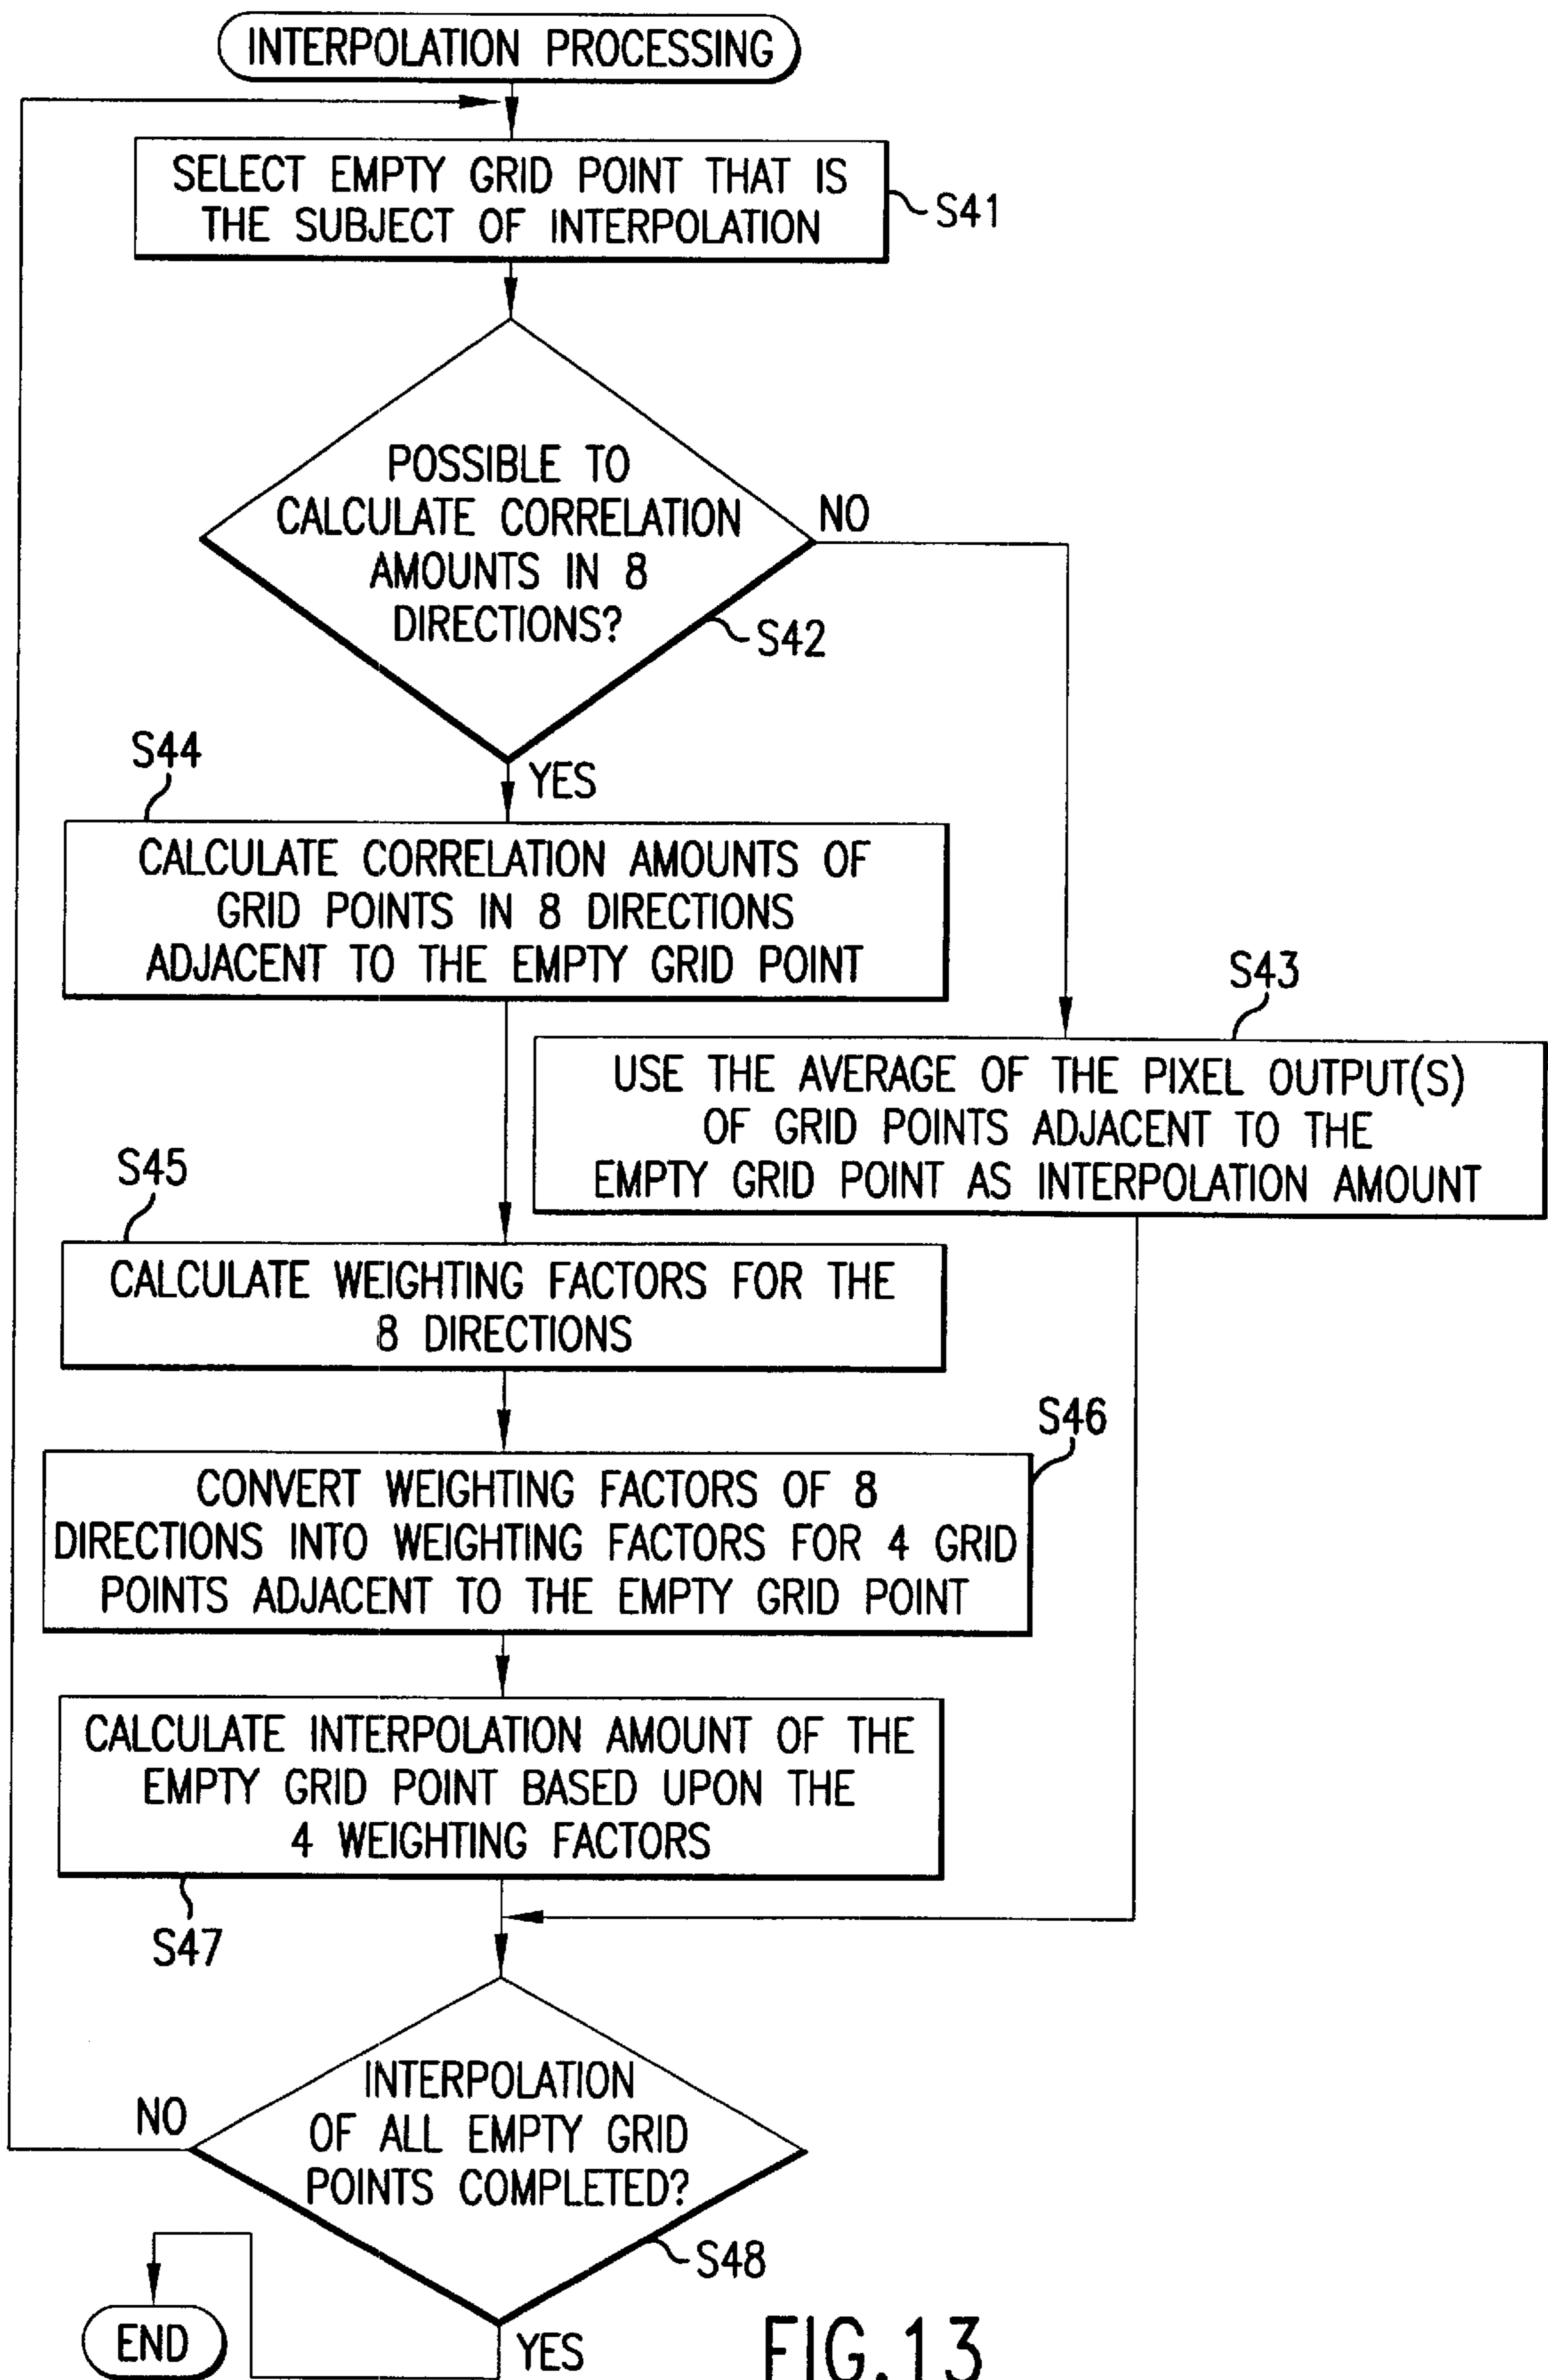 INTERPOLATION PROCESSING
SELECT EMPTY GRID POINT THAT IS
THE SUBJECT OF INTERPOLATION
S41
POSSIBLE TO
CALCULATE CORRELATION
AMOUNTS IN 8
DIRECTIONS?
NO
S42
YES
S44
CALCULATE CORRELATION AMOUNTS OF
GRID POINTS IN 8 DIRECTIONS
ADJACENT TO THE EMPTY GRID POINT
S43
USE THE AVERAGE OF THE PIXEL OUTPUT(S)
OF GRID POINTS ADJACENT TO THE
EMPTY GRID POINT AS INTERPOLATION AMOUNT
S45
CALCULATE WEIGHTING FACTORS FOR THE
8 DIRECTIONS
S46
CONVERT WEIGHTING FACTORS OF 8
DIRECTIONS INTO WEIGHTING FACTORS FOR 4 GRID
POINTS ADJACENT TO THE EMPTY GRID POINT
CALCULATE INTERPOLATION AMOUNT OF THE
EMPTY GRID POINT BASED UPON THE
4 WEIGHTING FACTORS
S47
INTERPOLATION
OF ALL EMPTY GRID
POINTS COMPLETED?
NO
S48
YES
END
FIG.13